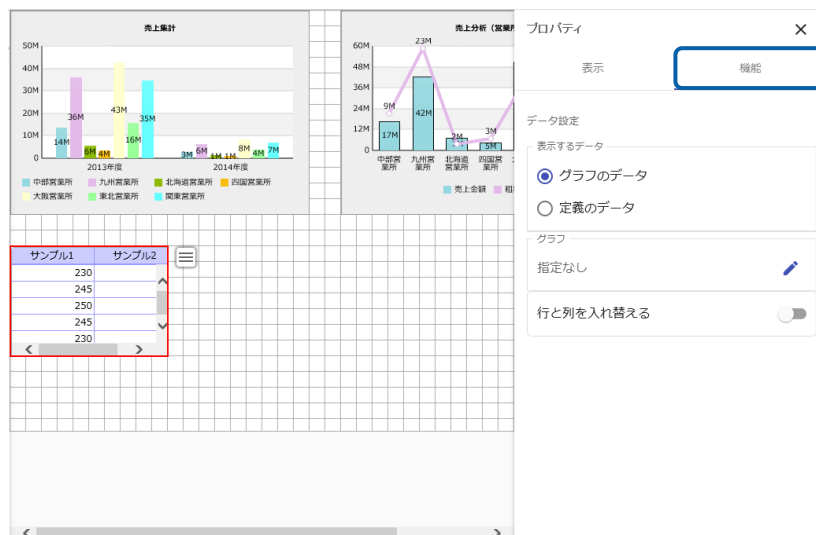 売上集計
50M
40M
30M
20M
10M
0
14M
36M
6M
4M
43M
16M
35M
3M
6M
1M
1M
8M
4M
7M
2013年度
2014年度
中部営業所 九州営業所 北海道営業所 四国営業所
大阪営業所 東北営業所 関東営業所
売上分析（営業所
60M
48M
36M
24M
12M
0
9M
23M
2M
3M
17M
42M
5M
中部営業所
九州営業所
北海道営業所
四国営業所
売上金額
プロパティ
表示
機能
データ設定
表示するデータ
グラフのデータ
定義のデータ
グラフ
指定なし
行と列を入れ替える
サンプル1 サンプル2
230
245
250
245
230